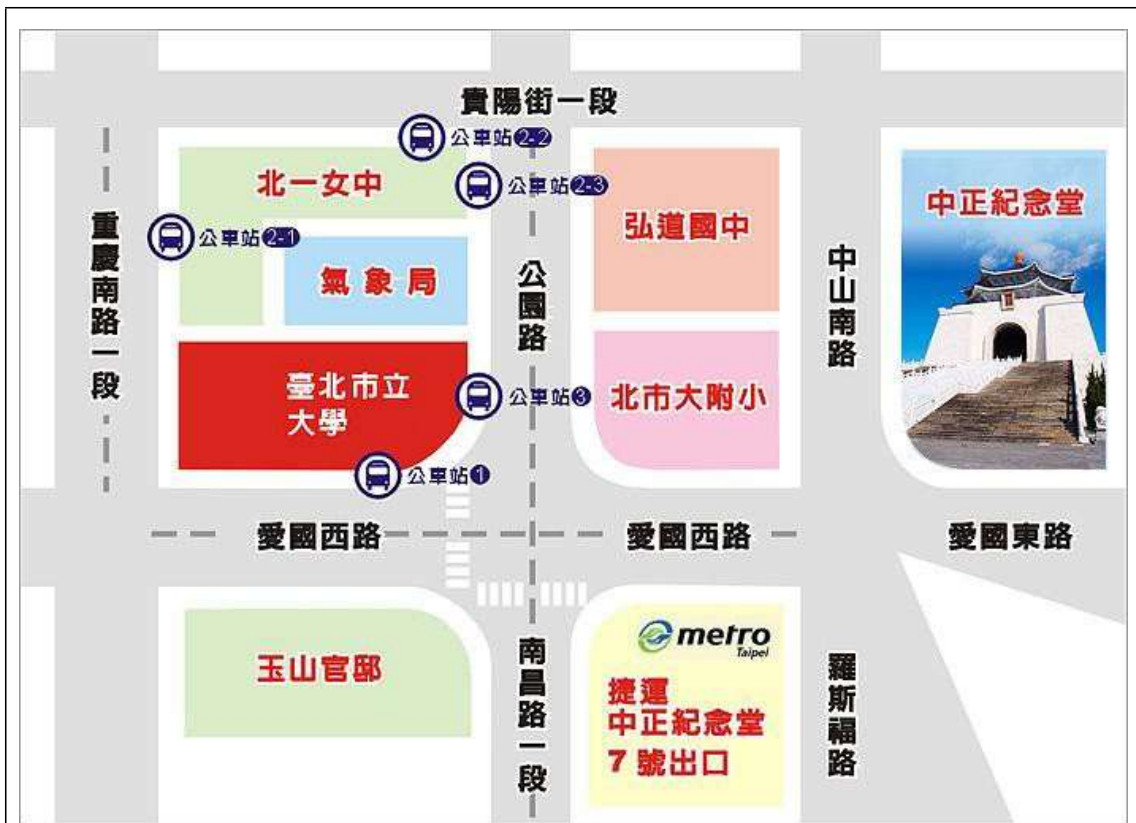 貴陽街一段
公車站2-2
北一女中
公車站2-3
中正紀念堂
弘道國中
公車站2-1
重慶南路一段
氣象局
公園路
中山南路
臺北市立
大學
公車站3
北市大附小
公車站1
愛國西路
愛國西路
愛國東路
metro
Taipei
玉山官邸
南昌路一段
捷運
中正紀念堂
7號出口
羅斯福路